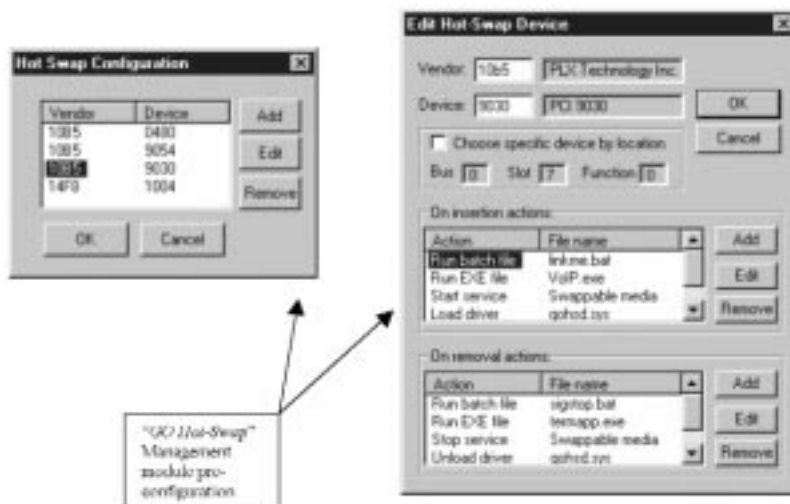 Hot Swap Configuration
Vendor Device
10B5 0480
10B5 9054
10B5 9030
14F8 1004
Add
Edit
Remove
OK Cancel
Edit Hot-Swap Device
Vendor: 10b5 PLX Technology Inc.
Device: 9030 PCI 9030
OK
Cancel
Choose specific device by location
Bus 0 Slot 7 Function 0
On insertion actions:
Action File name
Run batch file linkme.bat
Run EXE file VoIP.exe
Start service Swappable media
Load driver gohsd.sys
Add
Edit
Remove
On removal actions:
Action File name
Run batch file sigstop.bat
Run EXE file termapp.exe
Stop service Swappable media
Unload driver gohsd.sys
Add
Edit
Remove
"GO Hot-Swap"
Management
module pre-
configuration